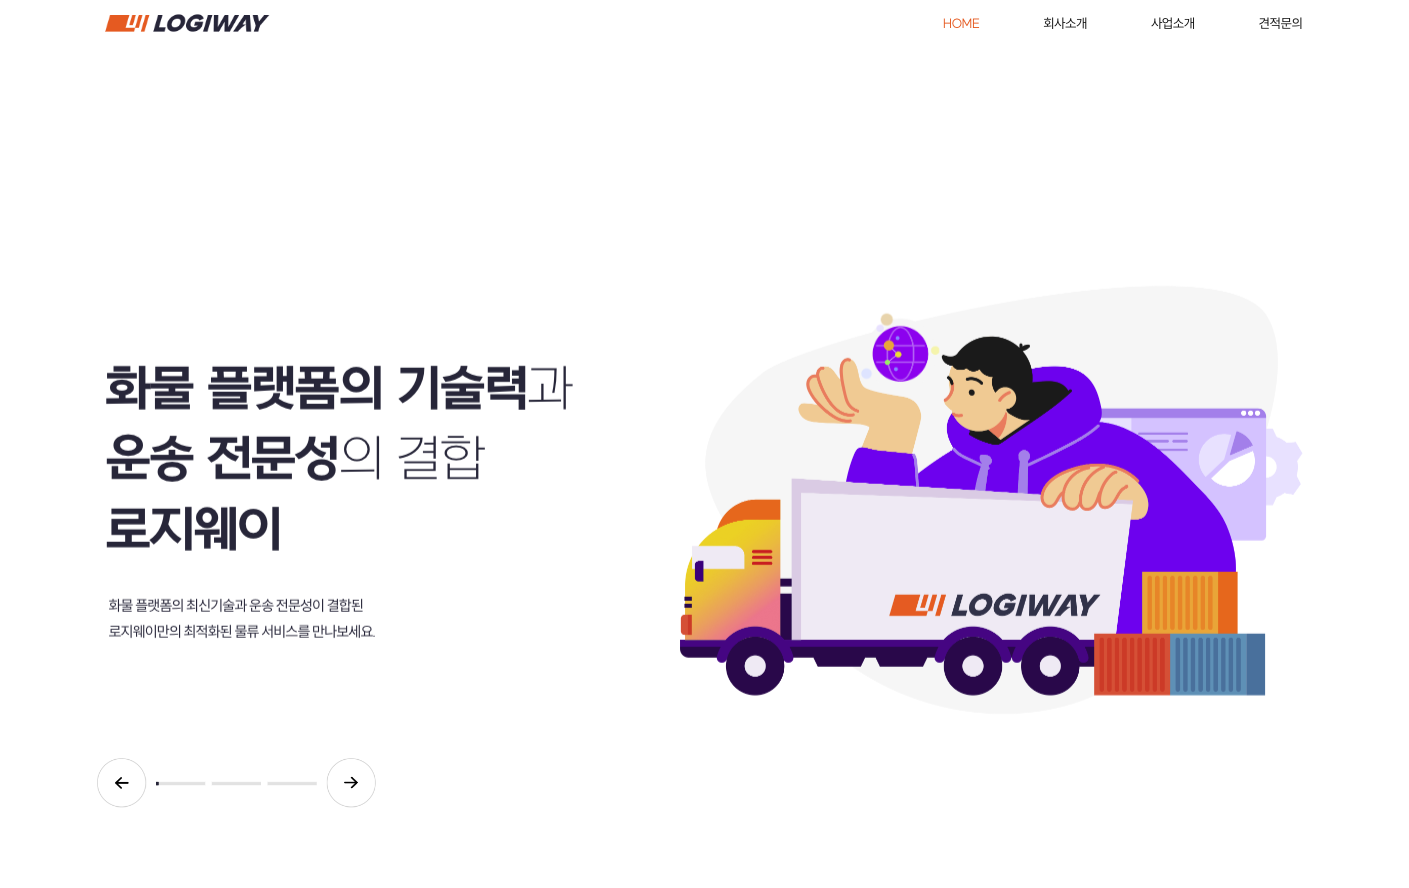 LOGIWAY
HOME 회사소개 사업소개 견적문의
화물 플랫폼의 기술력과
운송 전문성의 결합
로지웨이
화물 플랫폼의 최신기술과 운송 전문성이 결합된
로지웨이만의 최적화된 물류 서비스를 만나보세요.
LOGIWAY